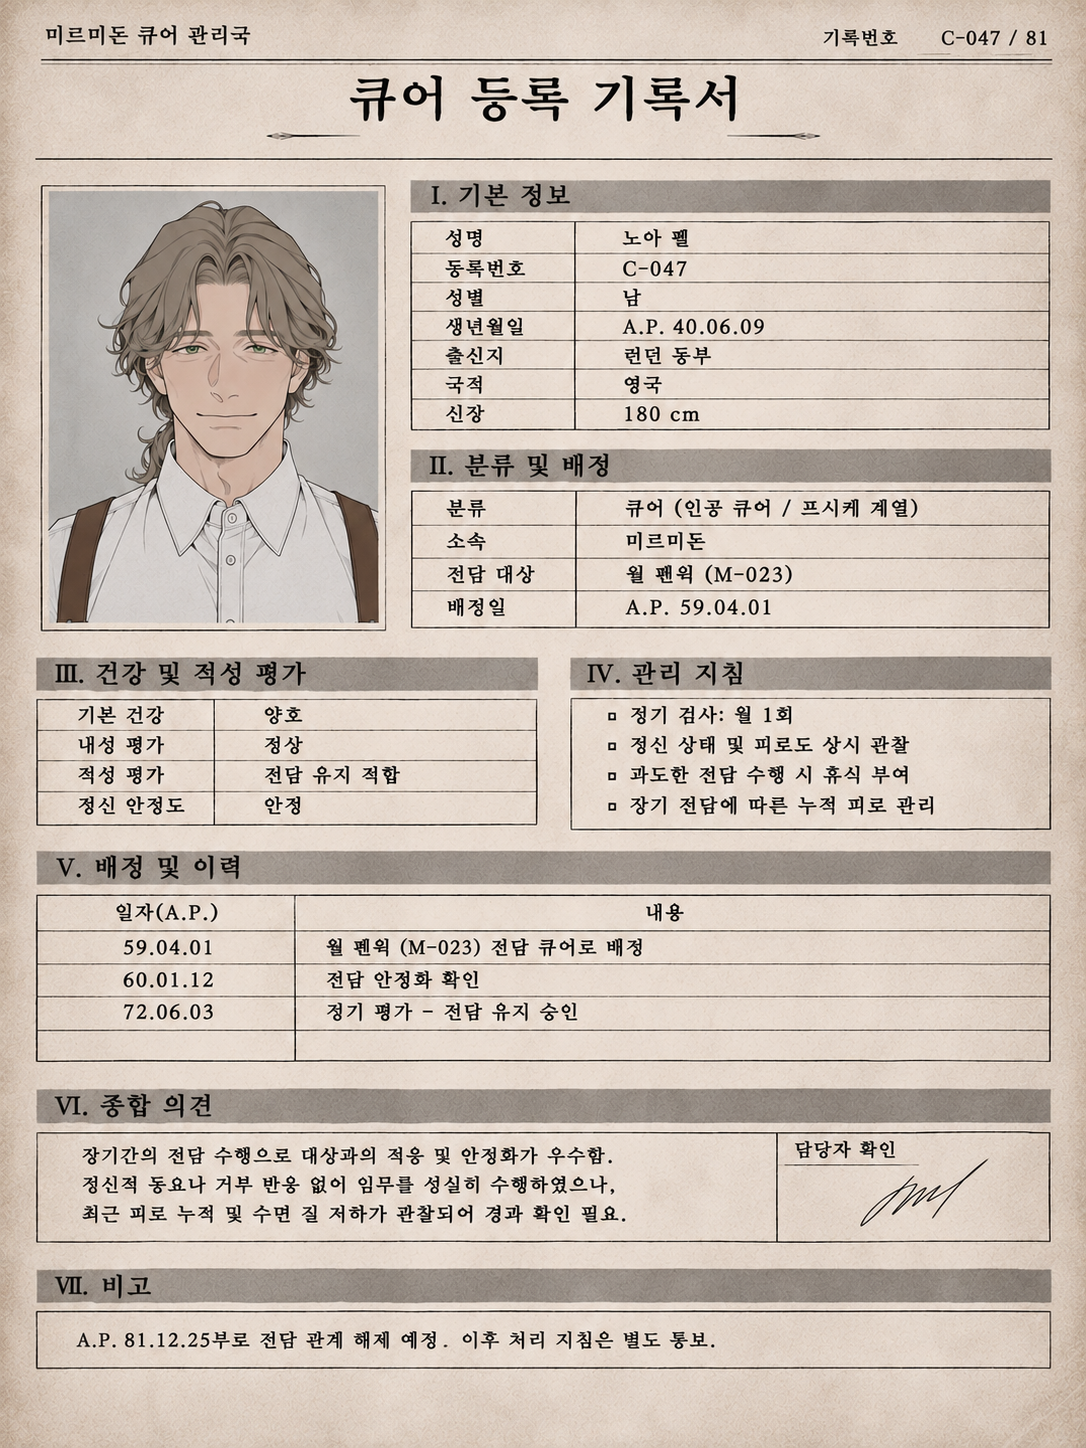 미르미돈 큐어 관리국
기록번호 C-047 / 81
큐어 등록 기록서
I. 기본 정보
성명 노아 펠
등록번호 C-047
성별 남
생년월일 A.P. 40.06.09
출신지 런던 동부
국적 영국
신장 180 cm
II. 분류 및 배정
분류 큐어 (인공 큐어 / 프시케 계열)
소속 미르미돈
전담 대상 월 팬윅 (M-023)
배정일 A.P. 59.04.01
III. 건강 및 적성 평가
기본 건강 양호
내성 평가 정상
적성 평가 전담 유지 적합
정신 안정도 안정
IV. 관리 지침
▫ 정기 검사: 월 1회
▫ 정신 상태 및 피로도 상시 관찰
▫ 과도한 전담 수행 시 휴식 부여
▫ 장기 전담에 따른 누적 피로 관리
V. 배정 및 이력
일자(A.P.) 내용
59.04.01 월 펜윅 (M-023) 전담 큐어로 배정
60.01.12 전담 안정화 확인
72.06.03 정기 평가 - 전담 유지 승인
VI. 종합 의견
장기간의 전담 수행으로 대상과의 적응 및 안정화가 우수함.
정신적 동요나 거부 반응 없어 임무를 성실히 수행하였으나,
최근 피로 누적 및 수면 질 저하가 관찰되어 경과 확인 필요.
담당자 확인
VII. 비고
A.P. 81.12.25부로 전담 관계 해제 예정. 이후 처리 지침은 별도 통보.